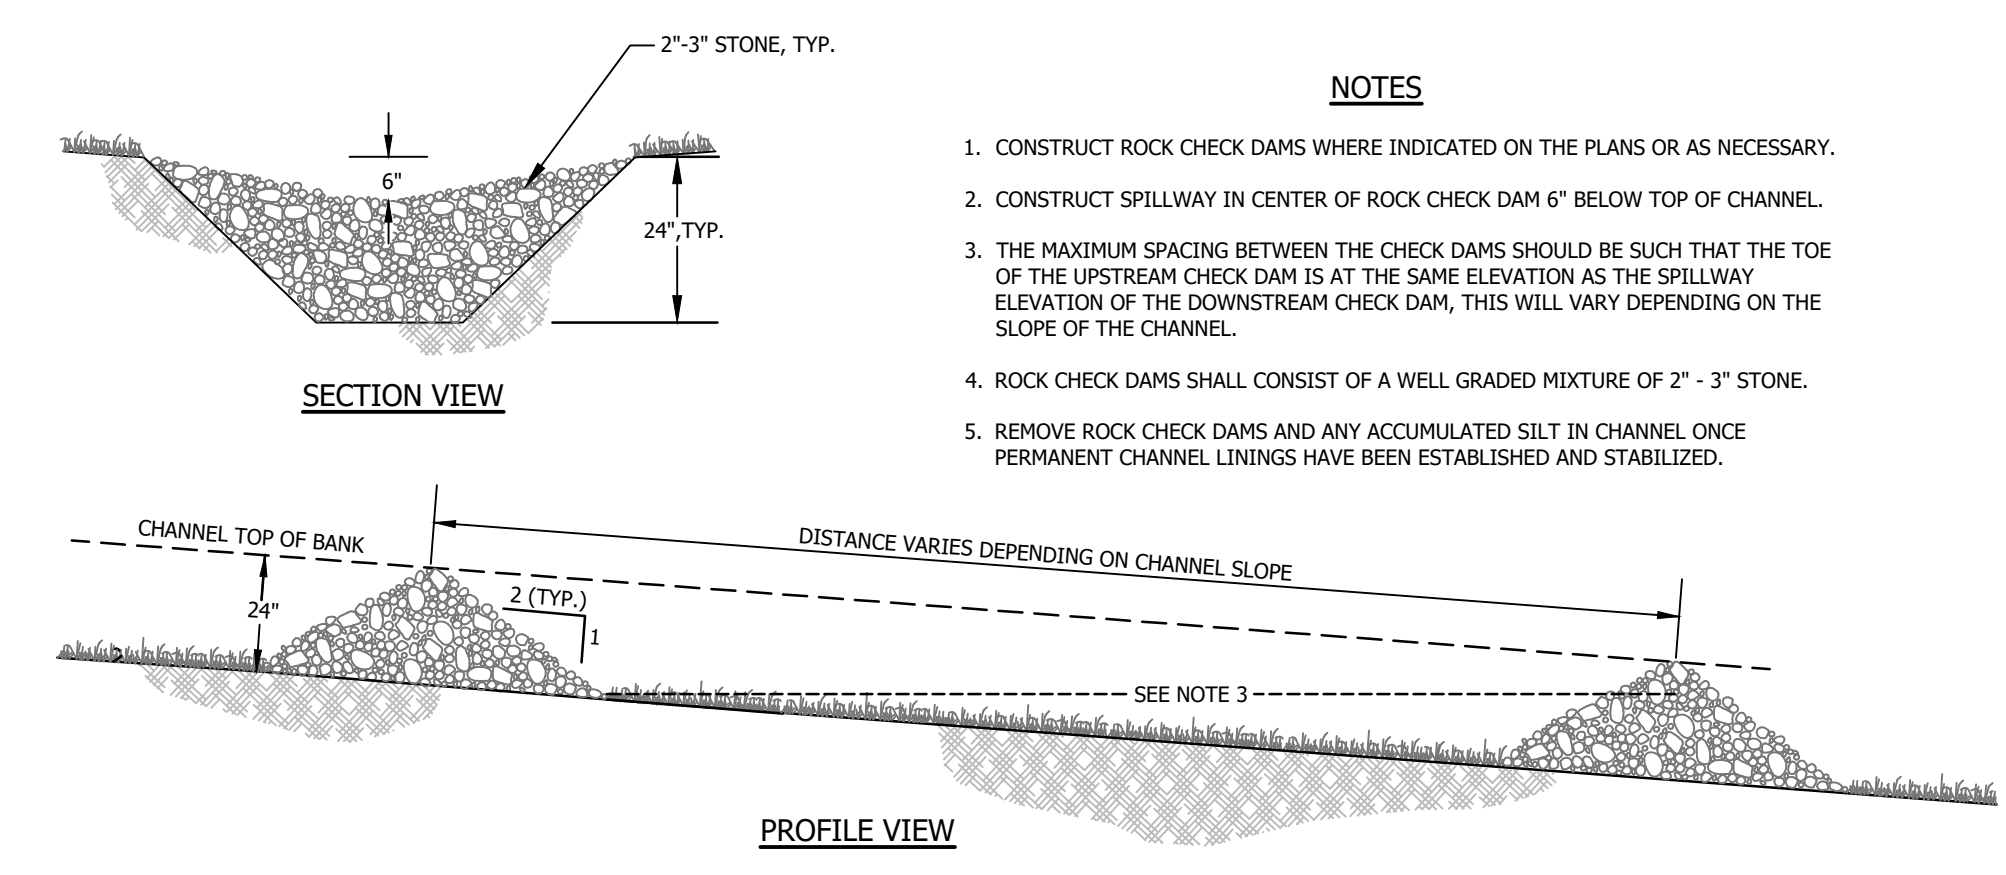 2"-3" STONE, TYP.
6"
24",TYP.
SECTION VIEW
NOTES
1. CONSTRUCT ROCK CHECK DAMS WHERE INDICATED ON THE PLANS OR AS NECESSARY.
2. CONSTRUCT SPILLWAY IN CENTER OF ROCK CHECK DAM 6" BELOW TOP OF CHANNEL.
3. THE MAXIMUM SPACING BETWEEN THE CHECK DAMS SHOULD BE SUCH THAT THE TOE
OF THE UPSTREAM CHECK DAM IS AT THE SAME ELEVATION AS THE SPILLWAY
ELEVATION OF THE DOWNSTREAM CHECK DAM, THIS WILL VARY DEPENDING ON THE
SLOPE OF THE CHANNEL.
4. ROCK CHECK DAMS SHALL CONSIST OF A WELL GRADED MIXTURE OF 2" - 3" STONE.
5. REMOVE ROCK CHECK DAMS AND ANY ACCUMULATED SILT IN CHANNEL ONCE
PERMANENT CHANNEL LININGS HAVE BEEN ESTABLISHED AND STABILIZED.
CHANNEL TOP OF BANK
24"
2 (TYP.)
1
DISTANCE VARIES DEPENDING ON CHANNEL SLOPE
SEE NOTE 3
PROFILE VIEW